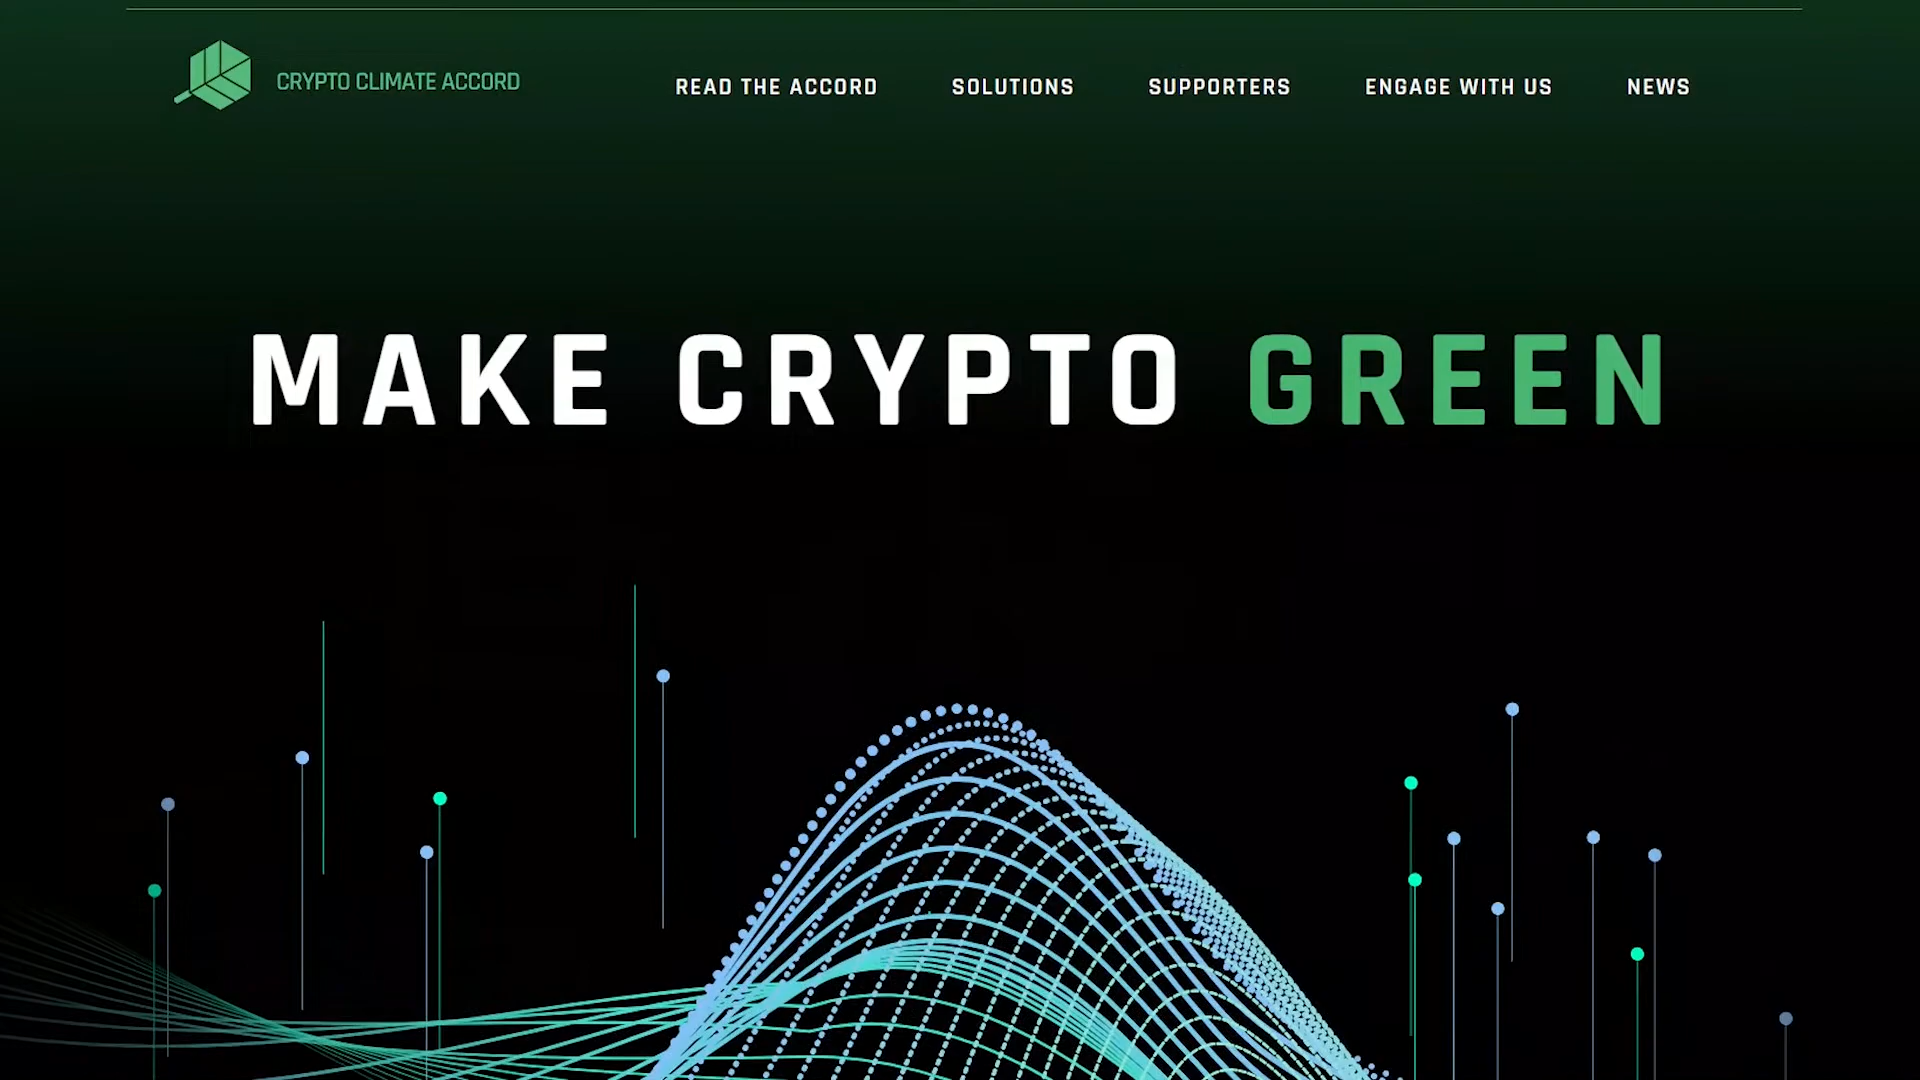 CRYPTO CLIMATE ACCORD
READ THE ACCORD
SOLUTIONS
SUPPORTERS
ENGAGE WITH US
NEWS
MAKE CRYPTO GREEN